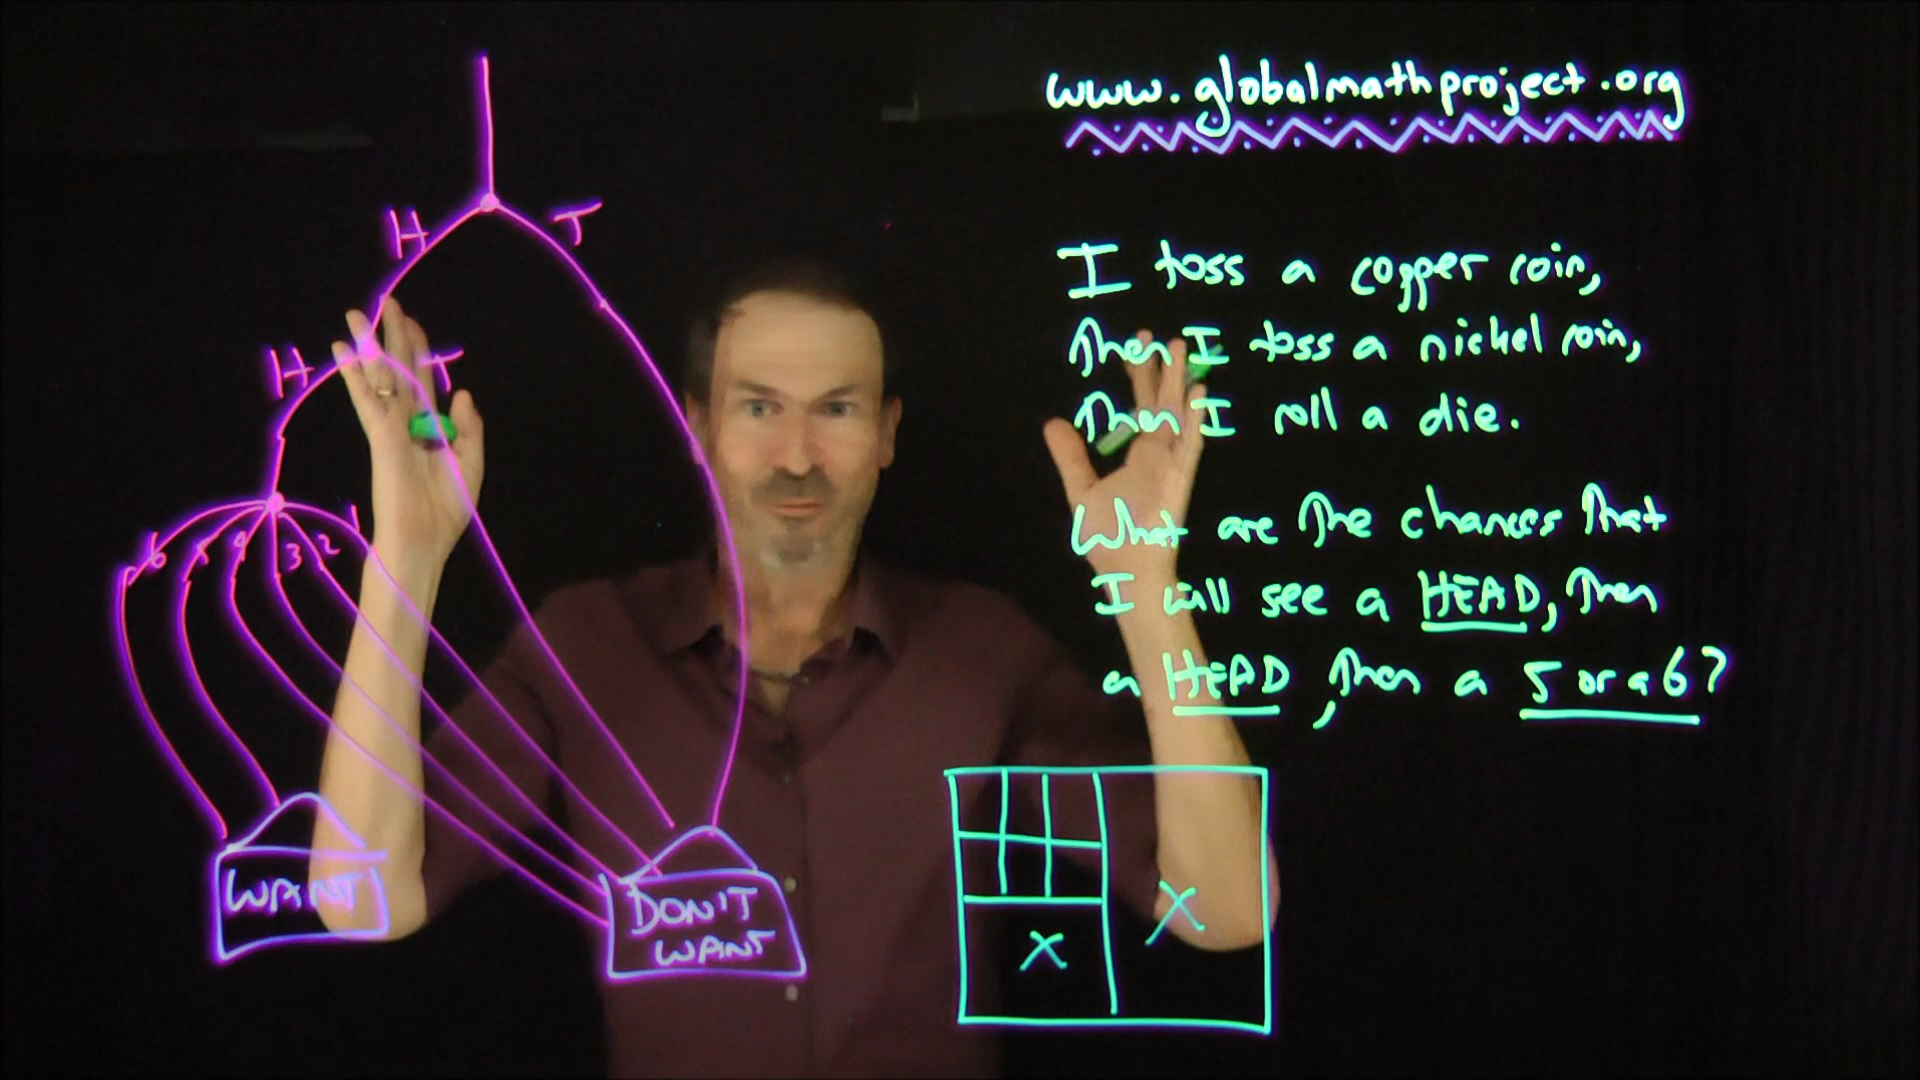 www.globalmathproject.org
I toss a copper coin,
Then I toss a nickel coin,
Then I roll a die.
What are the chances that
I will see a HEAD, then
a HEAD, then a 5 or a 6?
H T
H T
6 5 4 3 2 1
WANT
DON'T
WANT
X
X